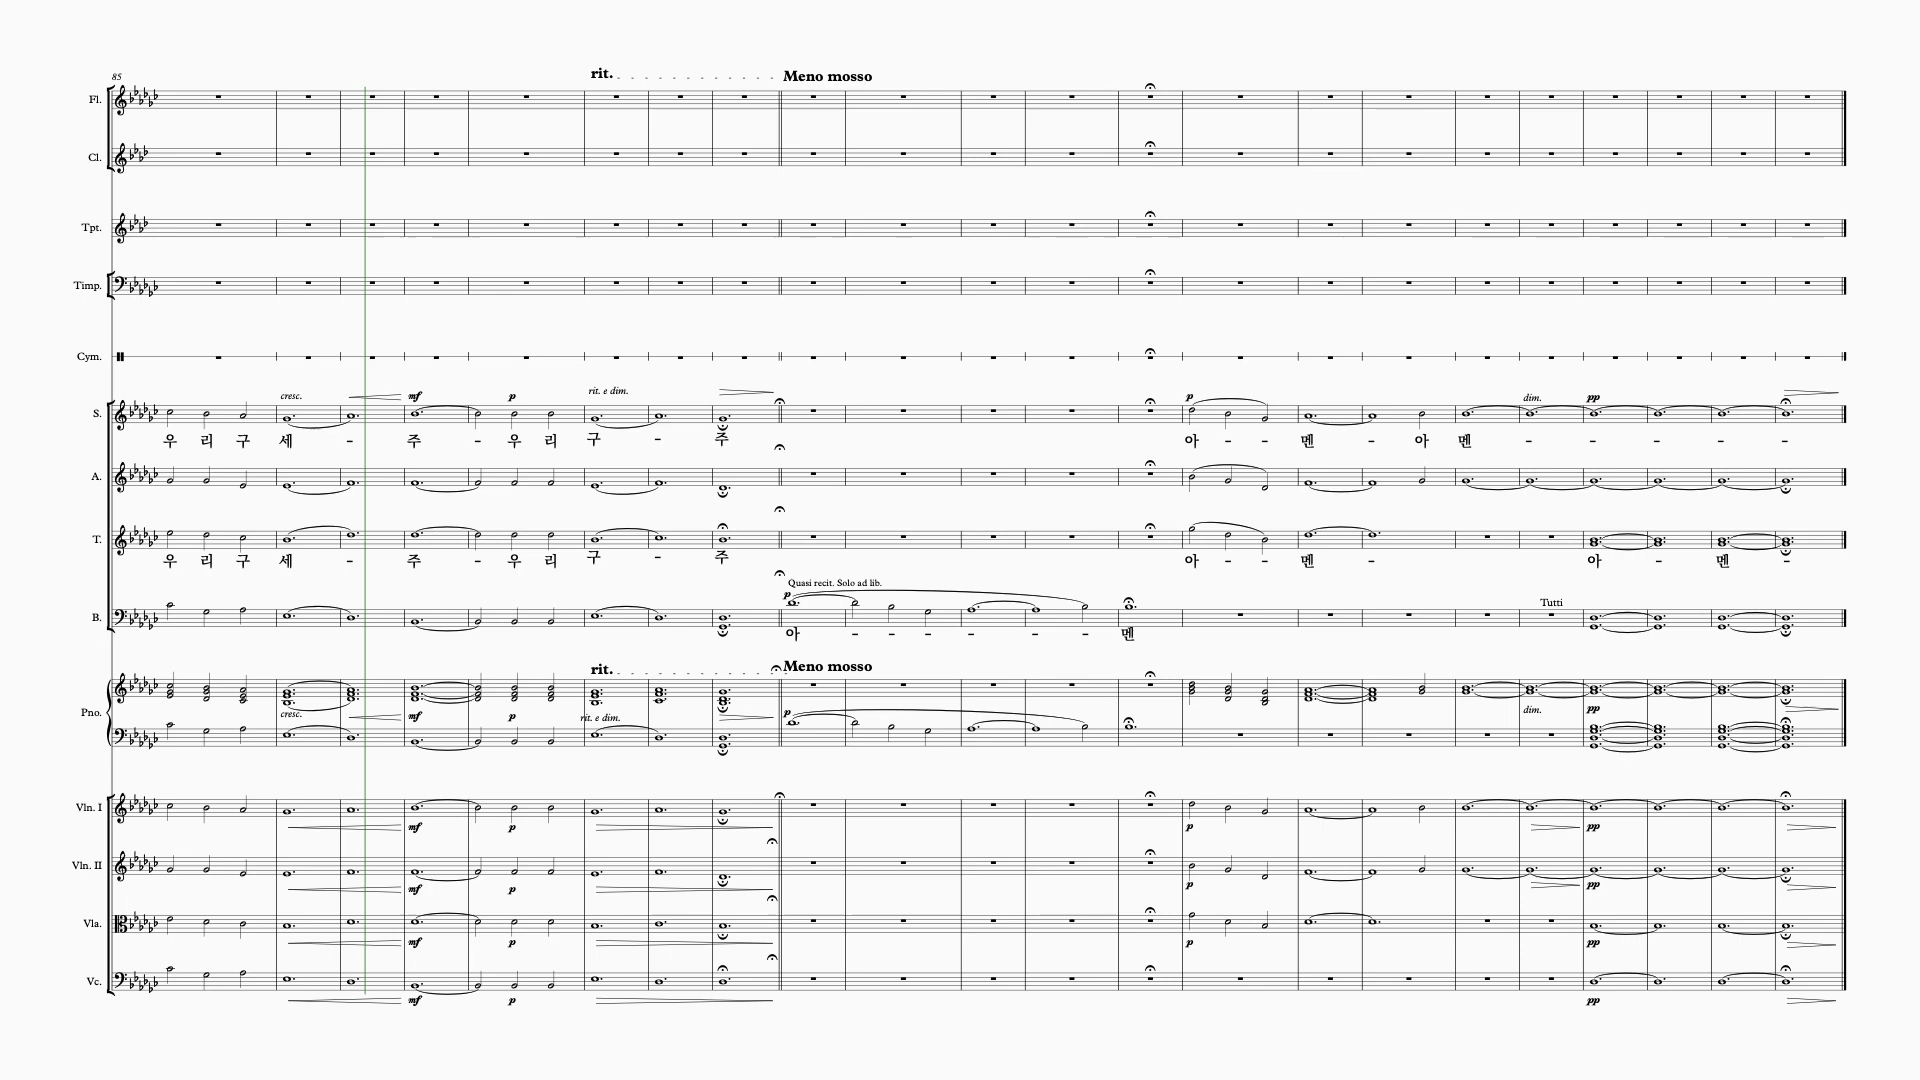 85
rit. Meno mosso
Fl.
Cl.
Tpt.
Timp.
Cym.
cresc. mf p rit. e dim. p dim. pp
S.
우 리 구 세 - 주 - 우 리 구 - 주 아 - - 멘 - 아 멘 - - - - -
A.
T.
우 리 구 세 - 주 - 우 리 구 - 주 아 - - 멘 - 아 - 멘 -
Quasi recit. Solo ad lib.
p
Tutti
B.
아 - - - - - - 멘
rit. Meno mosso
Pno.
cresc. mf p rit. e dim. p dim. pp
Vln. I
mf p p pp
Vln. II
mf p p pp
Vla.
mf p p pp
Vc.
mf p pp